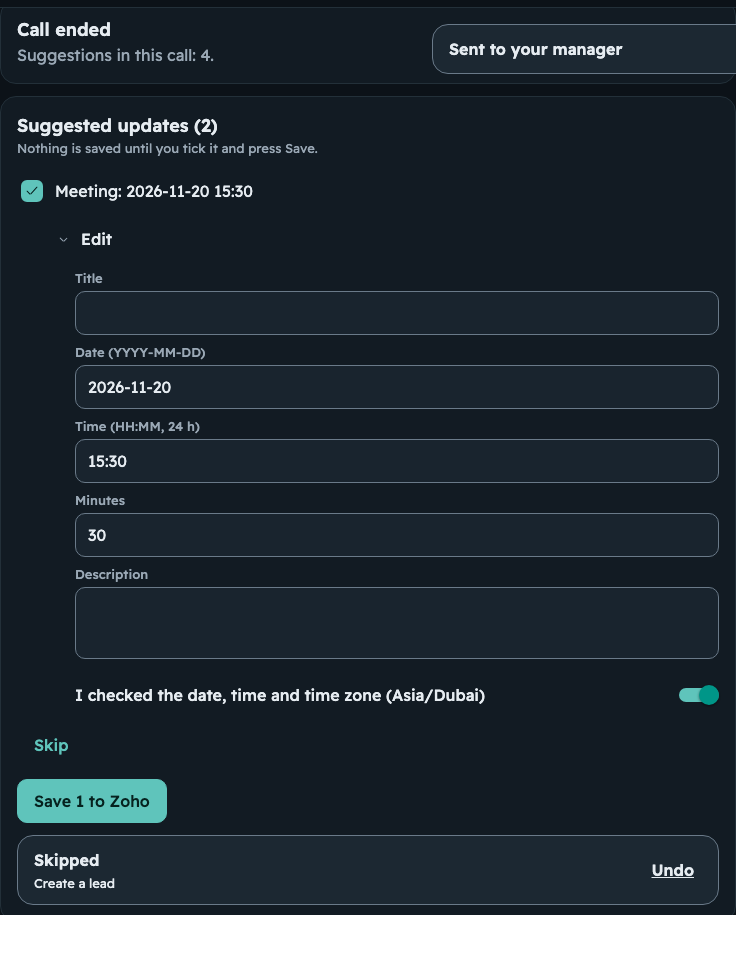 Call ended
Suggestions in this call: 4.
Sent to your manager
Suggested updates (2)
Nothing is saved until you tick it and press Save.
Meeting: 2026-11-20 15:30
Edit
Title
Date (YYYY-MM-DD)
2026-11-20
Time (HH:MM, 24 h)
15:30
Minutes
30
Description
I checked the date, time and time zone (Asia/Dubai)
Skip
Save 1 to Zoho
Skipped
Create a lead
Undo